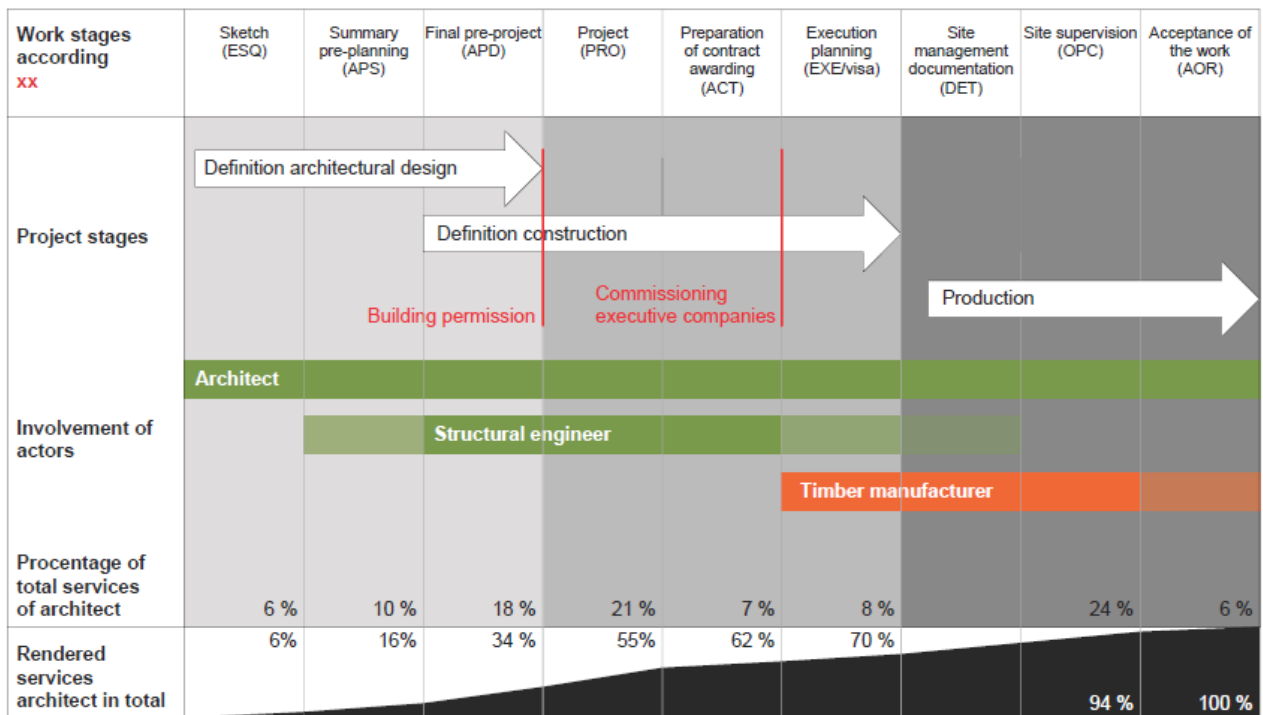 Work stages
according
xx
Sketch
(ESQ)
Summary
pre-planning
(APS)
Final pre-project
(APD)
Project
(PRO)
Preparation
of contract
awarding
(ACT)
Execution
planning
(EXE/visa)
Site
management
documentation
(DET)
Site supervision
(OPC)
Acceptance of
the work
(AOR)
Project stages
Definition architectural design
Definition construction
Building permission
Commissioning
executive companies
Production
Involvement of
actors
Architect
Structural engineer
Timber manufacturer
Procentage of
total services
of architect
6 %
10 %
18 %
21 %
7 %
8 %
24 %
6 %
Rendered
services
architect in total
6%
16%
34 %
55%
62 %
70 %
94 %
100 %